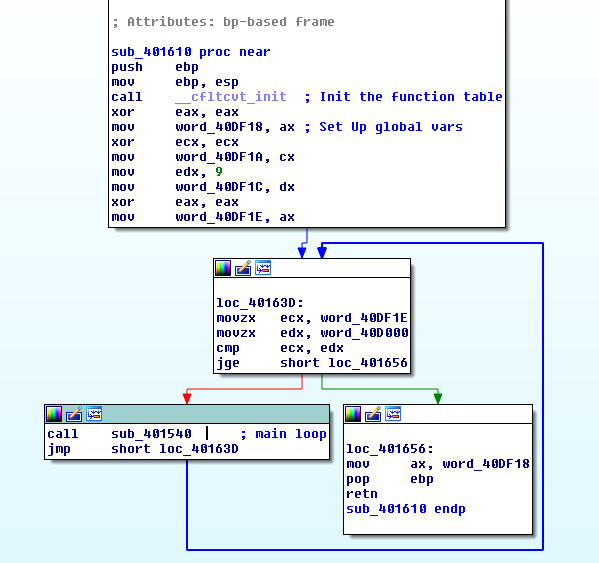 ; Attributes: bp-based frame
sub_401610 proc near
push ebp
mov ebp, esp
call __cfltcvt_init ; Init the function table
xor eax, eax
mov word_40DF18, ax ; Set Up global vars
xor ecx, ecx
mov word_40DF1A, cx
mov edx, 9
mov word_40DF1C, dx
xor eax, eax
mov word_40DF1E, ax
loc_40163D:
movzx ecx, word_40DF1E
movzx edx, word_40D000
cmp ecx, edx
jge short loc_401656
call sub_401540 ; main loop
jmp short loc_40163D
loc_401656:
mov ax, word_40DF18
pop ebp
retn
sub_401610 endp